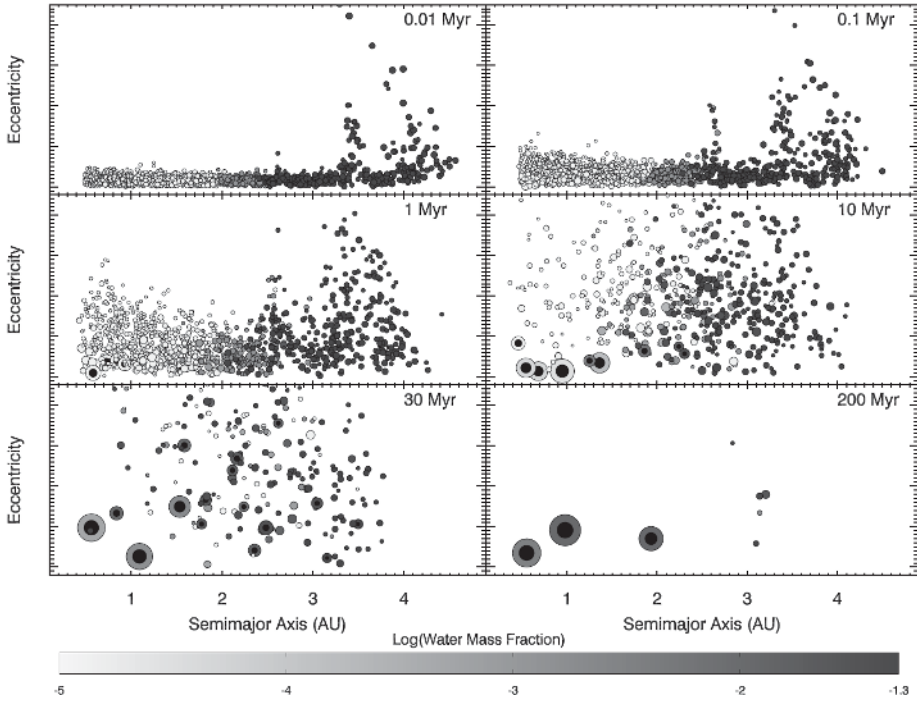 0.01 Myr
0.1 Myr
Eccentricity
1 Myr
10 Myr
Eccentricity
30 Myr
200 Myr
Eccentricity
1 2 3 4 1 2 3 4
Semimajor Axis (AU) Semimajor Axis (AU)
Log(Water Mass Fraction)
-5 -4 -3 -2 -1.3